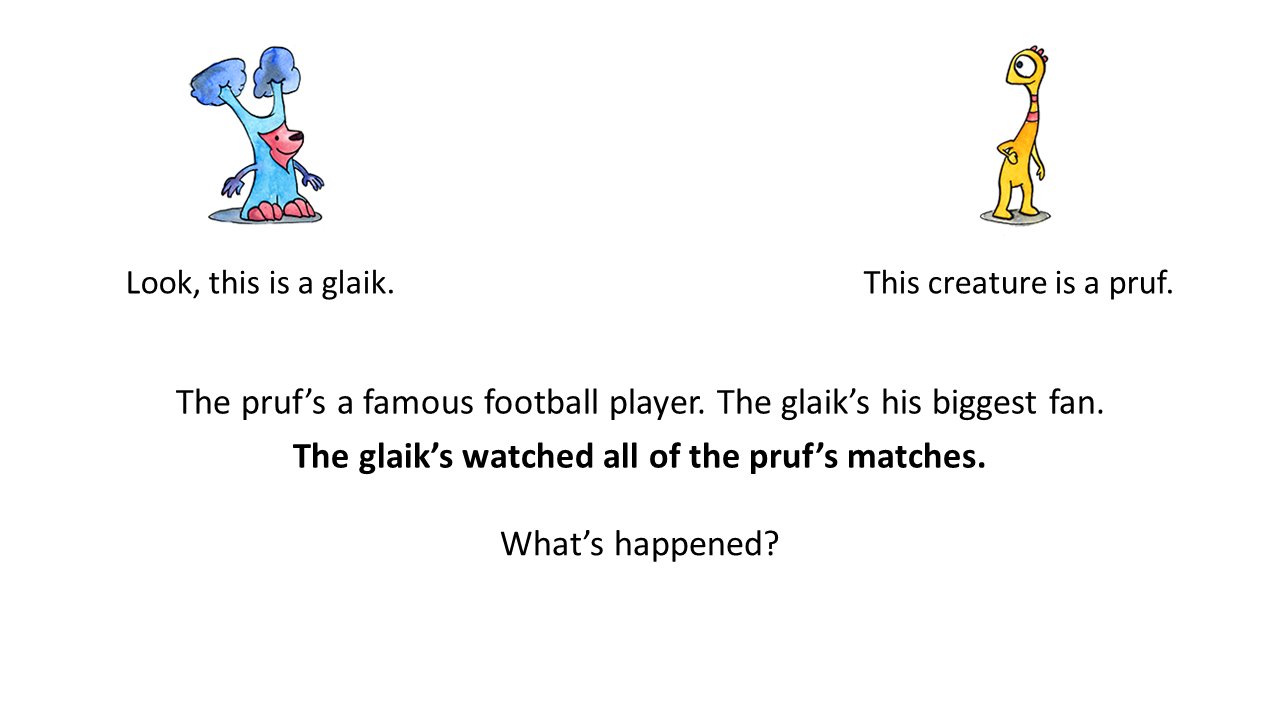 Look, this is a glaik.
This creature is a pruf.
The pruf’s a famous football player. The glaik’s his biggest fan.
The glaik’s watched all of the pruf’s matches.
What’s happened?